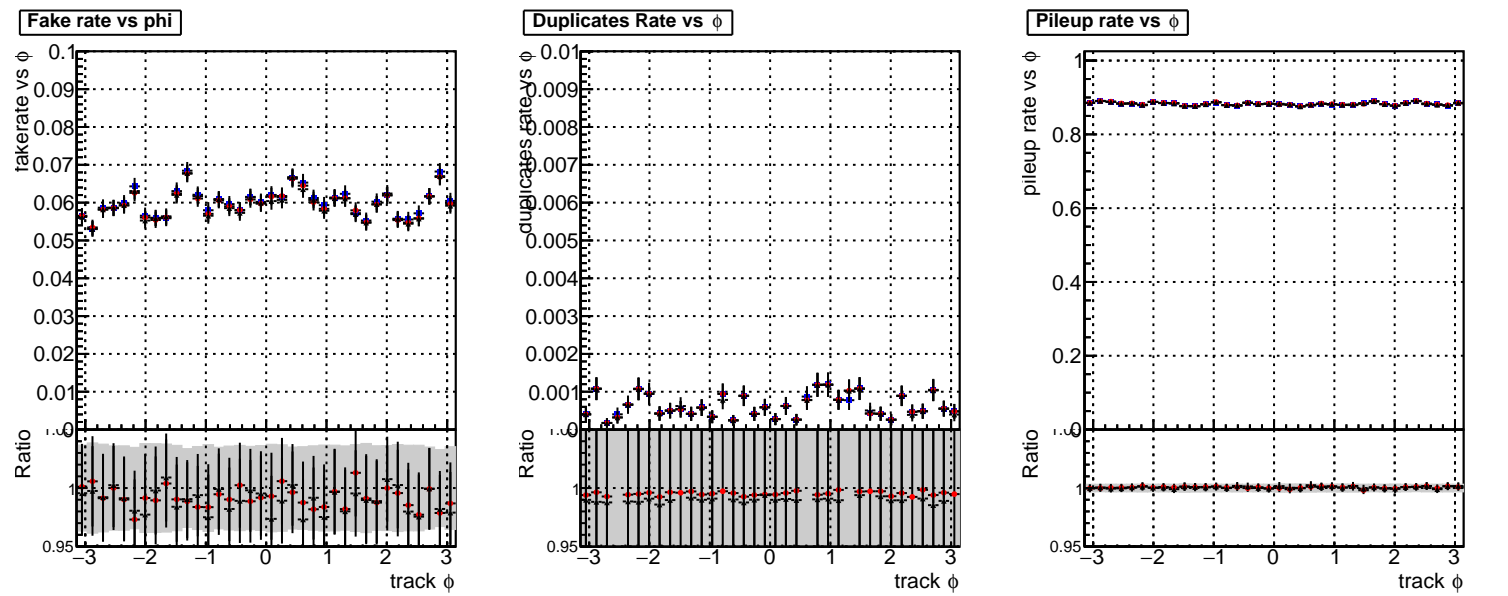 Fake rate vs phi
fakerate vs ϕ
0.1
0.09
0.08
0.07
0.06
0.05
0.04
0.03
0.02
0.01
0
Ratio
1
0.95
−3 −2 −1 0 1 2 3
track ϕ
Duplicates Rate vs ϕ
duplicates rate vs ϕ
0.01
0.009
0.008
0.007
0.006
0.005
0.004
0.003
0.002
0.001
0
Ratio
1
0.95
−3 −2 −1 0 1 2 3
track ϕ
Pileup rate vs ϕ
pileup rate vs ϕ
1
0.8
0.6
0.4
0.2
0
Ratio
1
0.95
−3 −2 −1 0 1 2 3
track ϕ